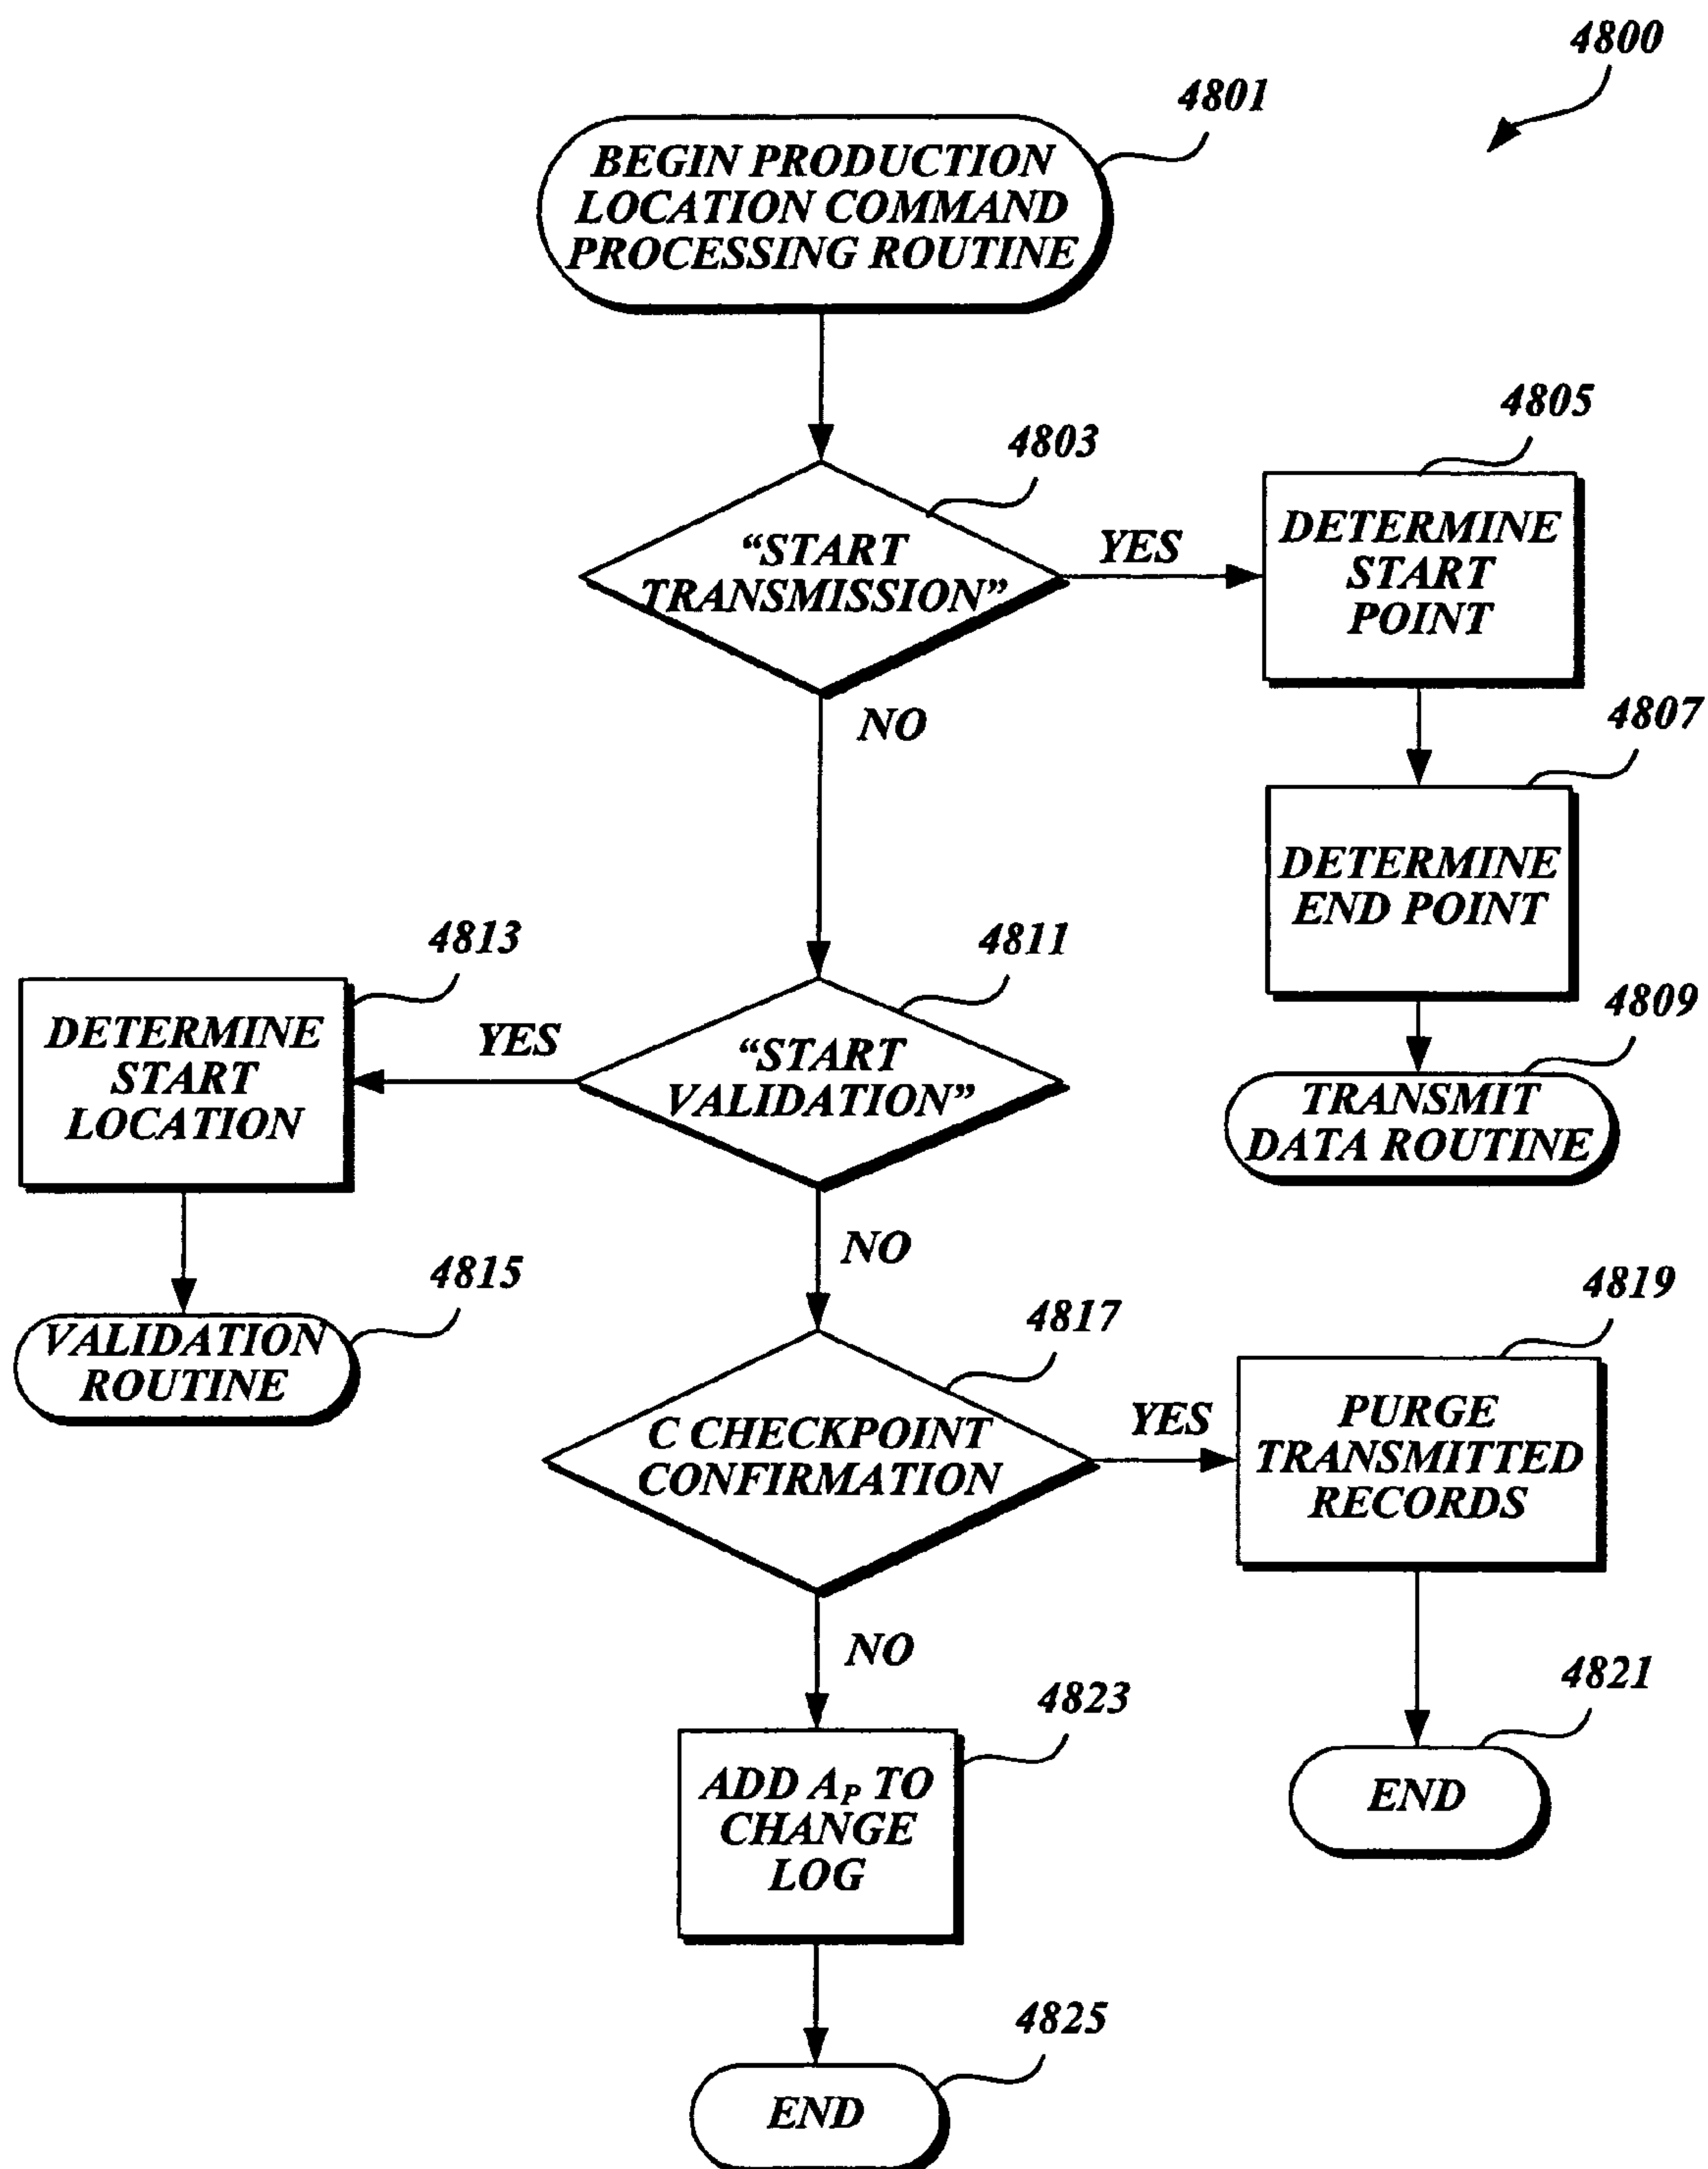 4800
4801
BEGIN PRODUCTION
LOCATION COMMAND
PROCESSING ROUTINE
4803
"START
TRANSMISSION"
YES
4805
DETERMINE
START
POINT
NO
4807
DETERMINE
END POINT
4809
TRANSMIT
DATA ROUTINE
4811
"START
VALIDATION"
YES
4813
DETERMINE
START
LOCATION
4815
VALIDATION
ROUTINE
NO
4817
C CHECKPOINT
CONFIRMATION
YES
4819
PURGE
TRANSMITTED
RECORDS
4821
END
NO
4823
ADD AP TO
CHANGE
LOG
4825
END